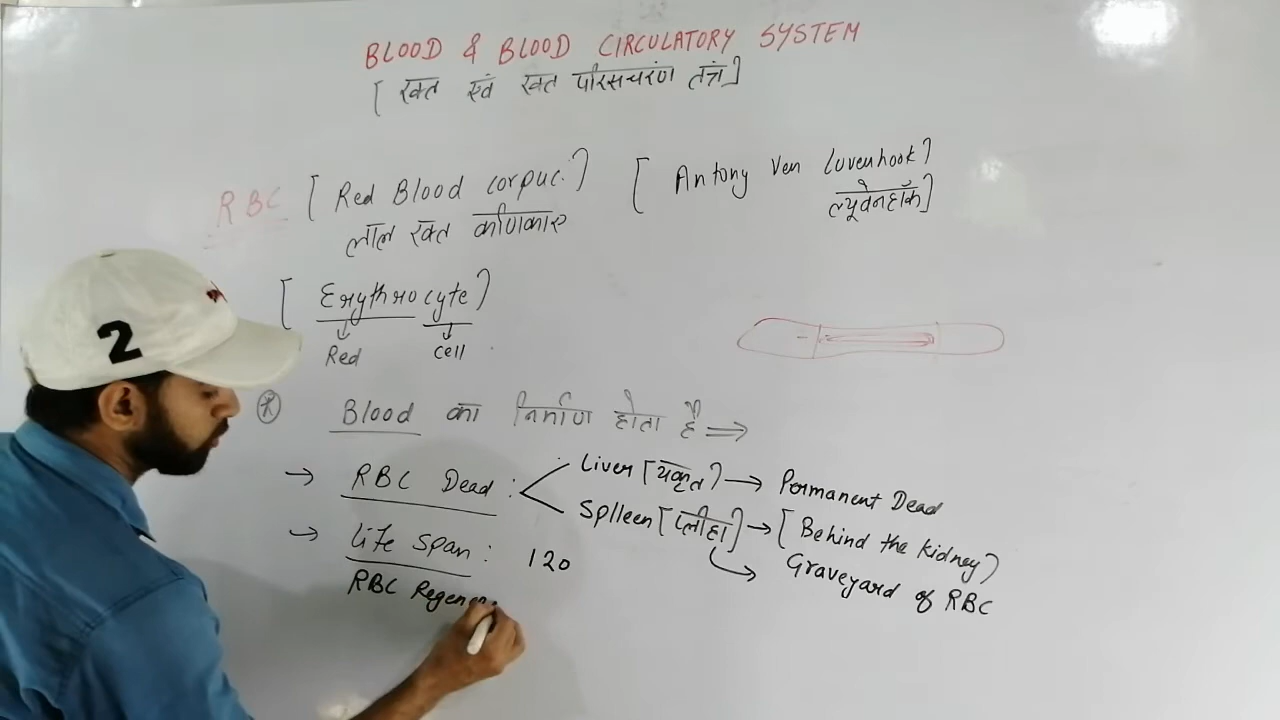 BLOOD & BLOOD CIRCULATORY SYSTEM
[ रक्त एवं रक्त परिसंचरण तंत्र ]
RBC [ Red Blood Corpuc. ]
लाल रक्त कणिकाएं
[ Antony Ven Luvenhook ]
ल्यूवेनहॉक ]
[ Erythrocyte ]
Red
Cell
2
Blood का निर्माण होता है ⇒
→ RBC Dead :
Liver [ यकृत ] → Permanent Dead
Splleen [ प्लीहा ] → [ Behind the kidney ]
Graveyard of RBC
→ Life Span : 120
RBC Regen